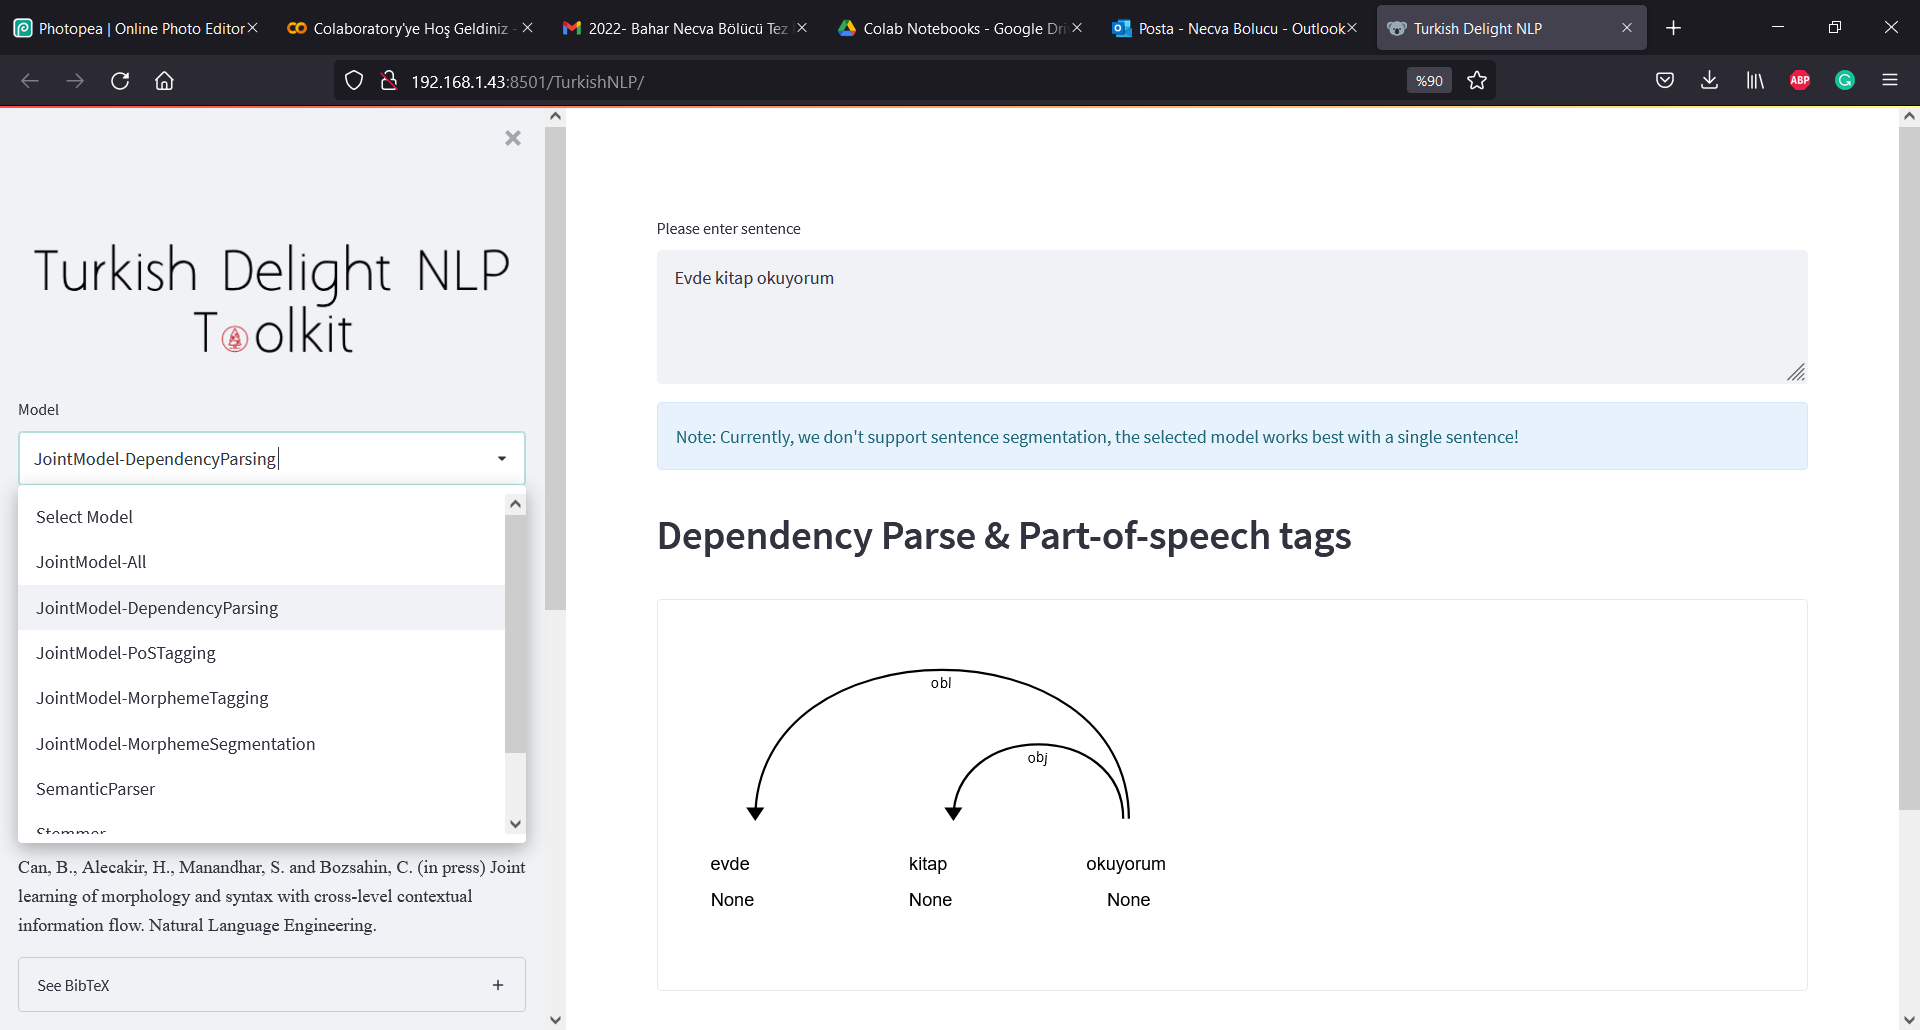 Photopea | Online Photo Editor
Colaboratory'ye Hoş Geldiniz -
2022- Bahar Necva Bölücü Tez
Colab Notebooks - Google Dri
Posta - Necva Bolucu - Outlook
Turkish Delight NLP
192.168.1.43:8501/TurkishNLP/
%90
ABP
Turkish Delight NLP
Toolkit
Model
JointModel-DependencyParsing
Select Model
JointModel-All
JointModel-DependencyParsing
JointModel-PoSTagging
JointModel-MorphemeTagging
JointModel-MorphemeSegmentation
SemanticParser
Stemmer
Can, B., Alecakir, H., Manandhar, S. and Bozsahin, C. (in press) Joint
learning of morphology and syntax with cross-level contextual
information flow. Natural Language Engineering.
See BibTeX
Please enter sentence
Evde kitap okuyorum
Note: Currently, we don't support sentence segmentation, the selected model works best with a single sentence!
Dependency Parse & Part-of-speech tags
obl
obj
evde kitap okuyorum
None None None